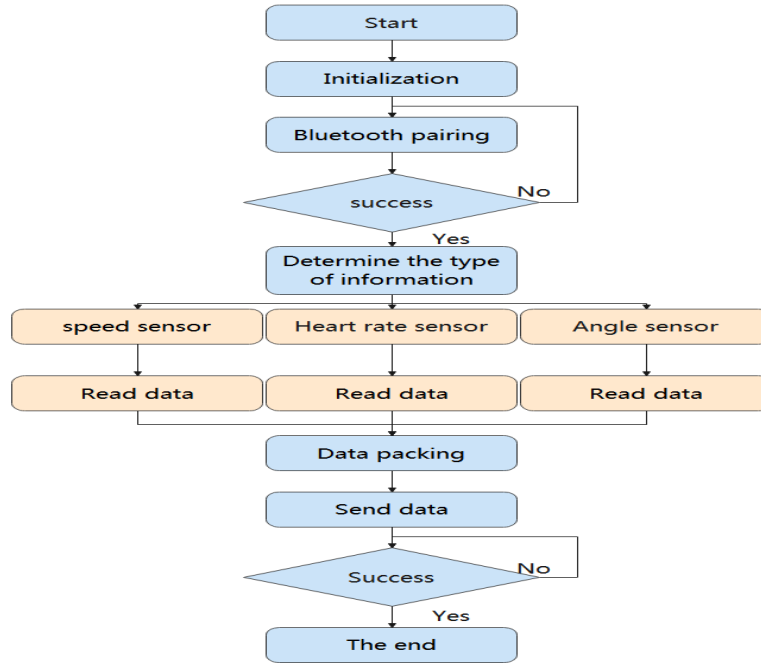 Start
Initialization
Bluetooth pairing
success
No
Yes
Determine the type
of information
speed sensor
Heart rate sensor
Angle sensor
Read data
Read data
Read data
Data packing
Send data
Success
No
Yes
The end